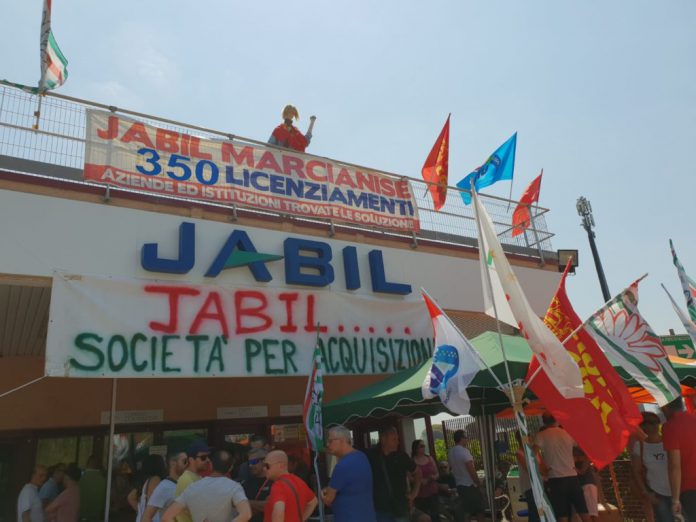 JABIL MARCIANISE
350 LICENZIAMENTI
AZIENDE ED ISTITUZIONI TROVATE LE SOLUZIONI
JABIL
JABIL.....
SOCIETA' PER ACQUISIZIONI